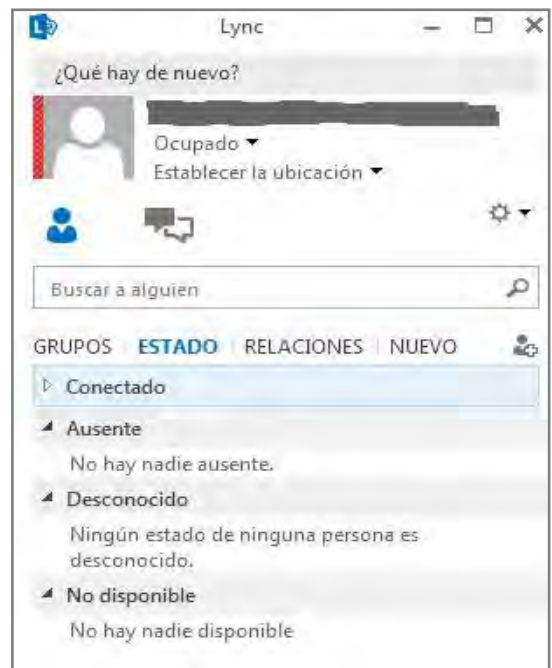 Lync
¿Qué hay de nuevo?
Ocupado
Establecer la ubicación
Buscar a alguien
GRUPOS ESTADO RELACIONES NUEVO
Conectado
Ausente
No hay nadie ausente.
Desconocido
Ningún estado de ninguna persona es
desconocido.
No disponible
No hay nadie disponible